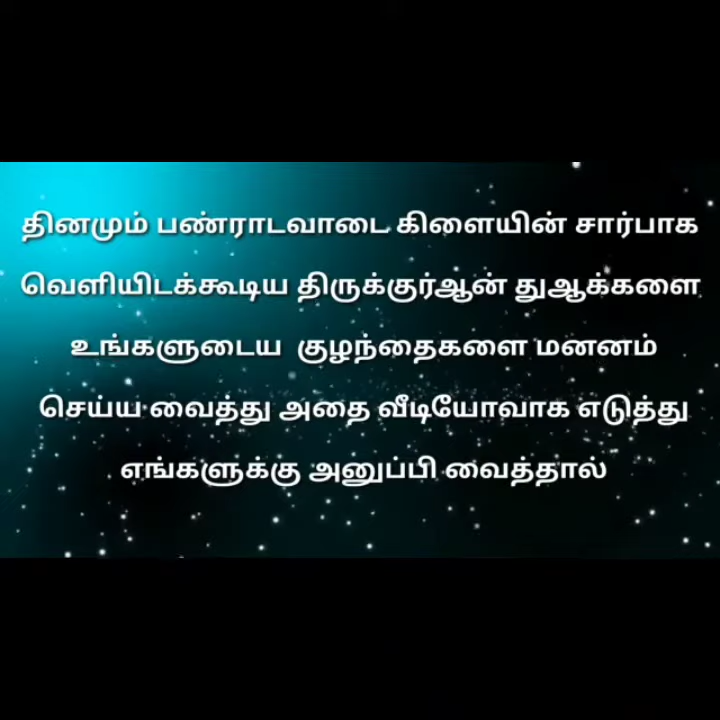 தினமும் பண்ராடவாடை கிளையின் சார்பாக
வெளியிடக்கூடிய திருக்குர்ஆன் துஆக்களை
உங்களுடைய குழந்தைகளை மனனம்
செய்ய வைத்து அதை வீடியோவாக எடுத்து
எங்களுக்கு அனுப்பி வைத்தால்